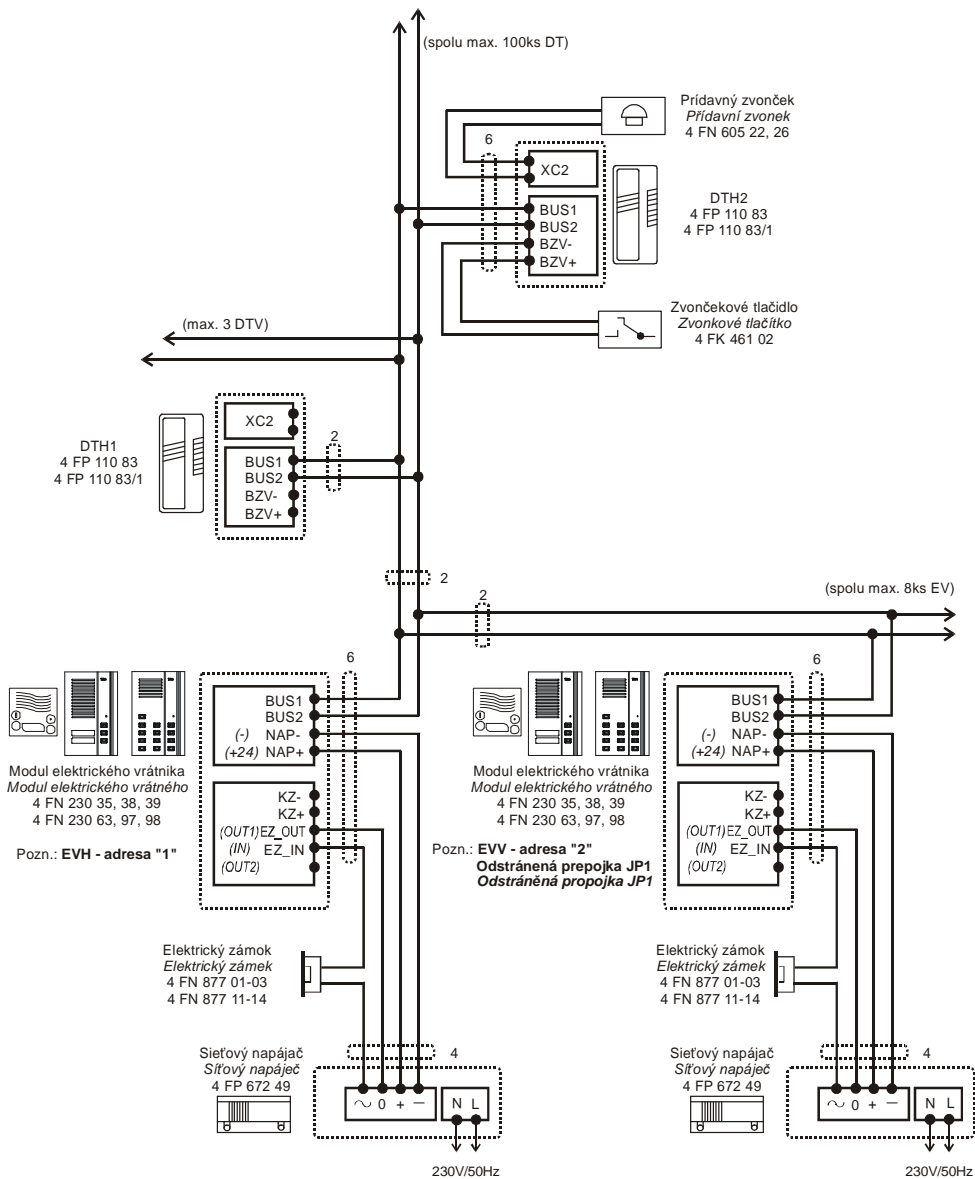 (spolu max. 100ks DT)
Prídavný zvonček
Přídavní zvonek
4 FN 605 22, 26
6
XC2
BUS1
BUS2
BZV-
BZV+
DTH2
4 FP 110 83
4 FP 110 83/1
Zvončekové tlačidlo
Zvonkové tlačítko
4 FK 461 02
(max. 3 DTV)
DTH1
4 FP 110 83
4 FP 110 83/1
XC2
BUS1
BUS2
BZV-
BZV+
2
2
2
(spolu max. 8ks EV)
6
BUS1
BUS2
(-) NAP-
(+24) NAP+
KZ-
KZ+
(OUT1) EZ_OUT
(IN) EZ_IN
(OUT2)
Modul elektrického vrátnika
Modul elektrického vrátného
4 FN 230 35, 38, 39
4 FN 230 63, 97, 98
Pozn.: EVH - adresa "1"
6
BUS1
BUS2
(-) NAP-
(+24) NAP+
KZ-
KZ+
(OUT1) EZ_OUT
(IN) EZ_IN
(OUT2)
Modul elektrického vrátnika
Modul elektrického vrátného
4 FN 230 35, 38, 39
4 FN 230 63, 97, 98
Pozn.: EVV - adresa "2"
Odstránená prepojka JP1
Odstráněná propojka JP1
Elektrický zámok
Elektrický zámek
4 FN 877 01-03
4 FN 877 11-14
Elektrický zámok
Elektrický zámek
4 FN 877 01-03
4 FN 877 11-14
Sieťový napájač
Síťový napáječ
4 FP 672 49
4
~ 0 + —
N L
230V/50Hz
Sieťový napájač
Síťový napáječ
4 FP 672 49
4
~ 0 + —
N L
230V/50Hz